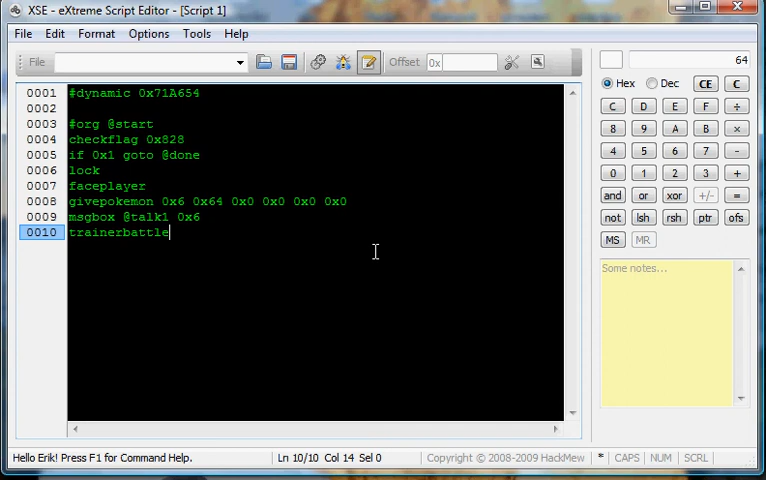 XSE - eXtreme Script Editor - [Script 1]
File Edit Format Options Tools Help
File Offset 0x
64
Hex Dec CE C
C D E F ÷
8 9 A B ×
4 5 6 7 -
0 1 2 3 +
and or xor +/- =
not lsh rsh ptr ofs
MS MR
Some notes...
0001 #dynamic 0x71A654
0002
0003 #org @start
0004 checkflag 0x828
0005 if 0x1 goto @done
0006 lock
0007 faceplayer
0008 givepokemon 0x6 0x64 0x0 0x0 0x0 0x0
0009 msgbox @talk1 0x6
0010 trainerbattle
Hello Erik! Press F1 for Command Help. Ln 10/10 Col 14 Sel 0 Copyright © 2008-2009 HackMew * CAPS NUM SCRL